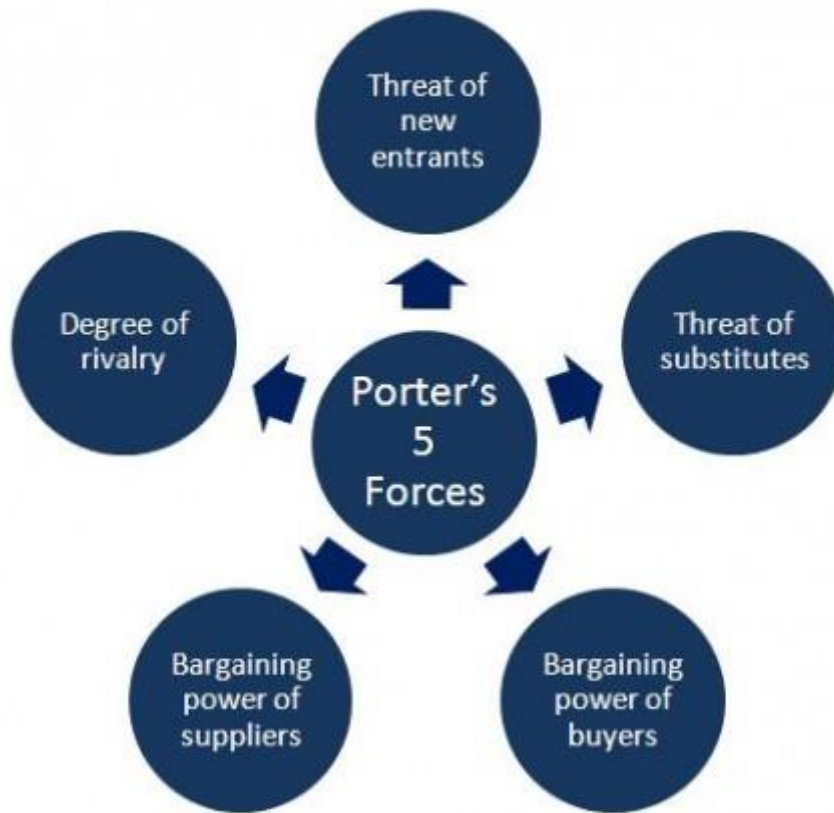 Threat of
new
entrants
Degree of
rivalry
Threat of
substitutes
Porter’s
5
Forces
Bargaining
power of
suppliers
Bargaining
power of
buyers